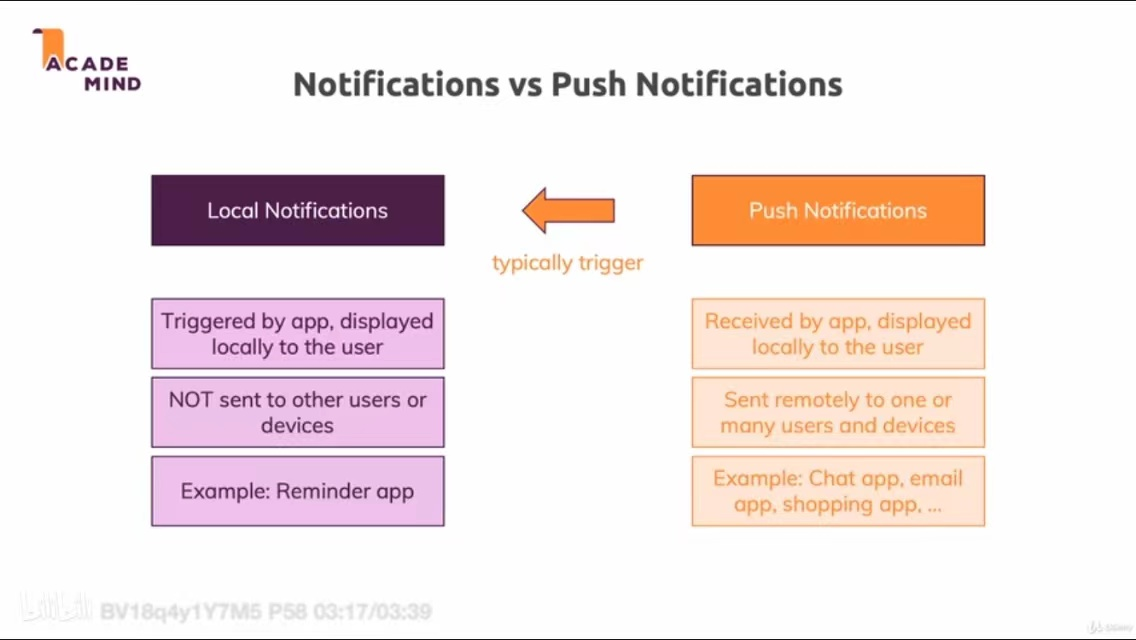 ACADE
MIND
Notifications vs Push Notifications
Local Notifications
Push Notifications
typically trigger
Triggered by app, displayed
locally to the user
Received by app, displayed
locally to the user
NOT sent to other users or
devices
Sent remotely to one or
many users and devices
Example: Reminder app
Example: Chat app, email
app, shopping app, ...
bilibili BV18q4y1Y7M5 P58 03:17/03:39
Udemy